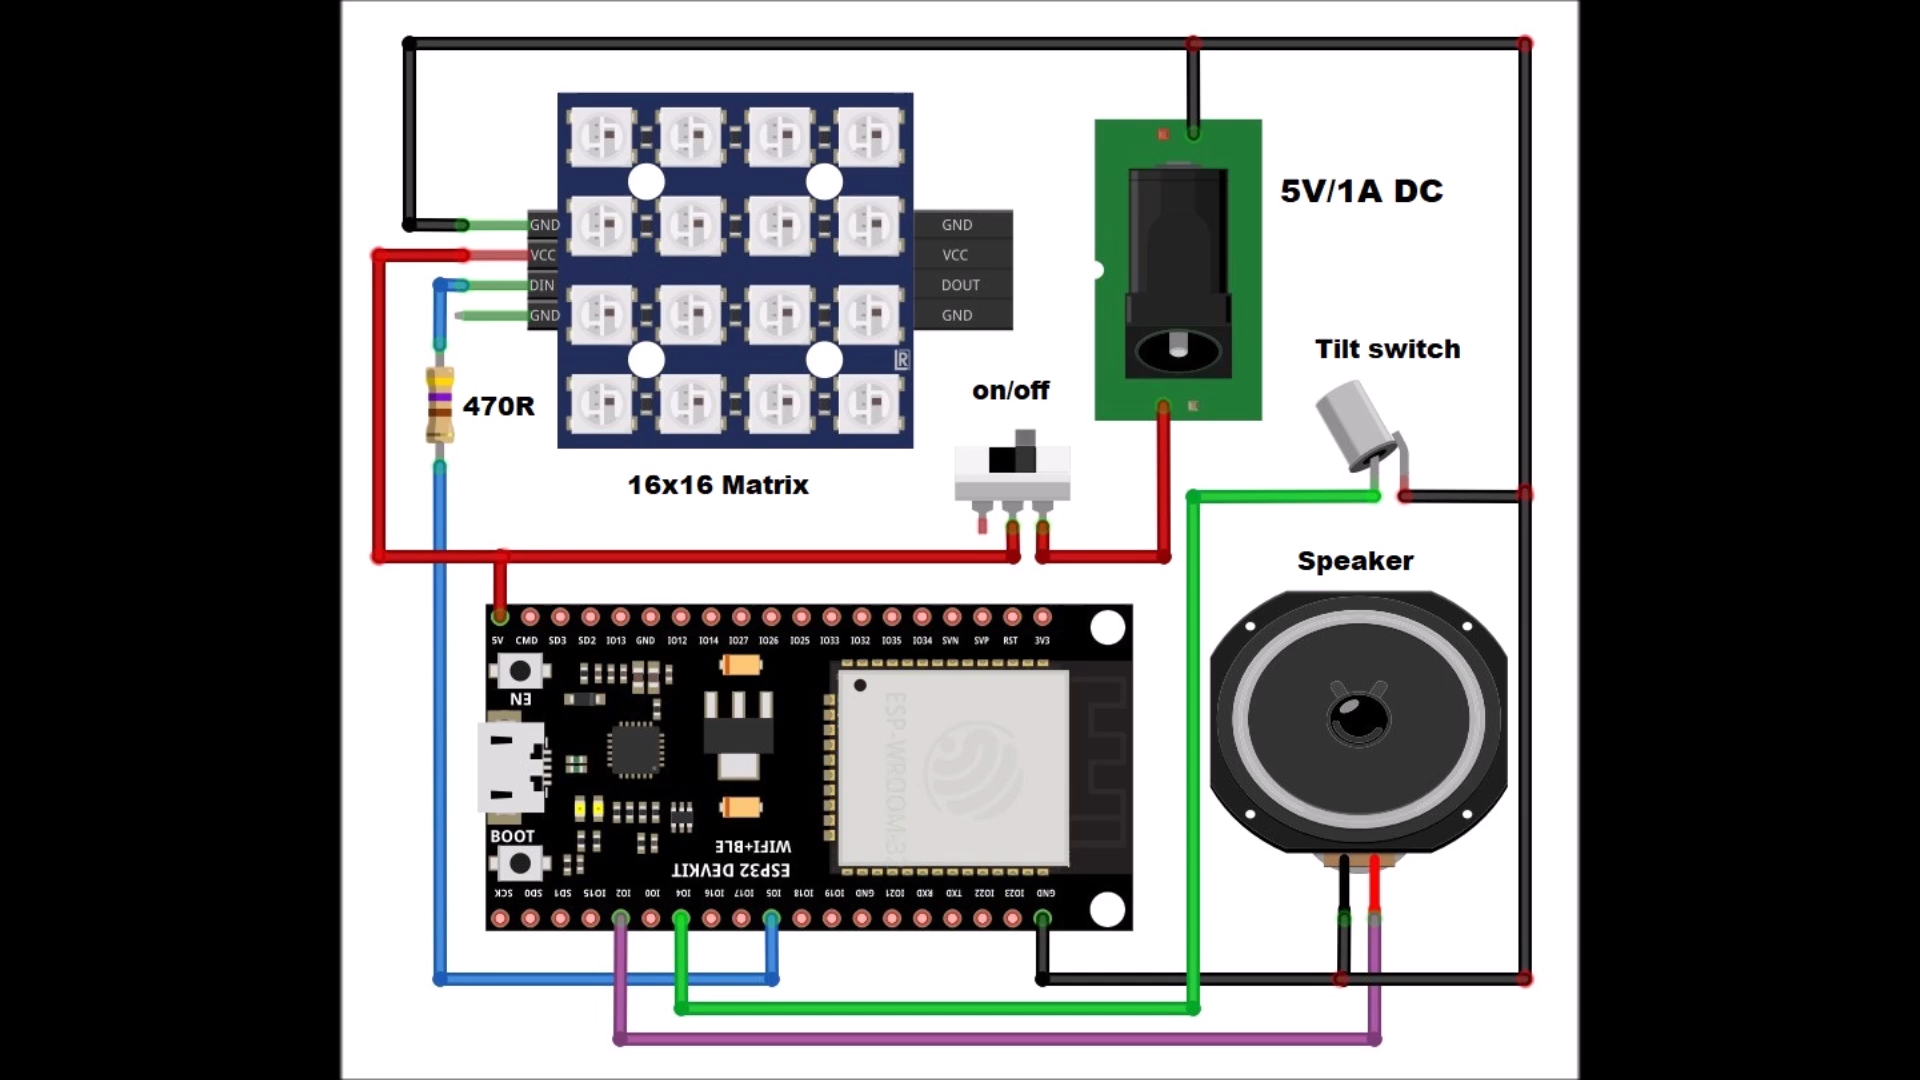 GND
VCC
DIN
GND
GND
VCC
DOUT
GND
R
5V/1A DC
Tilt switch
on/off
470R
16x16 Matrix
Speaker
5V CMD SD3 SD2 IO13 GND IO12 IO14 IO27 IO26 IO25 IO33 IO32 IO35 IO34 SVN SVP RST 3V3
EN
ESP-WROOM-32
BOOT
WIFI+BLE
ESP32 DEVKIT
SCK SD0 SD1 IO15 IO2 IO0 IO4 IO16 IO17 IO5 IO18 IO19 GND IO21 RXD TXD IO22 IO23 GND